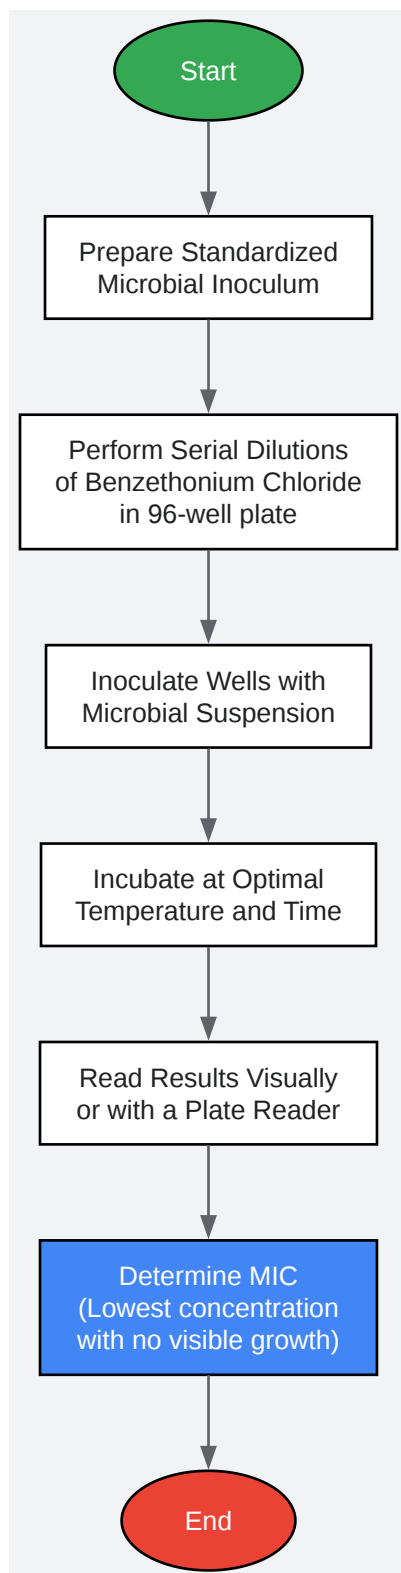 Start
Prepare Standardized
Microbial Inoculum
Perform Serial Dilutions
of Benzethonium Chloride
in 96-well plate
Inoculate Wells with
Microbial Suspension
Incubate at Optimal
Temperature and Time
Read Results Visually
or with a Plate Reader
Determine MIC
(Lowest concentration
with no visible growth)
End